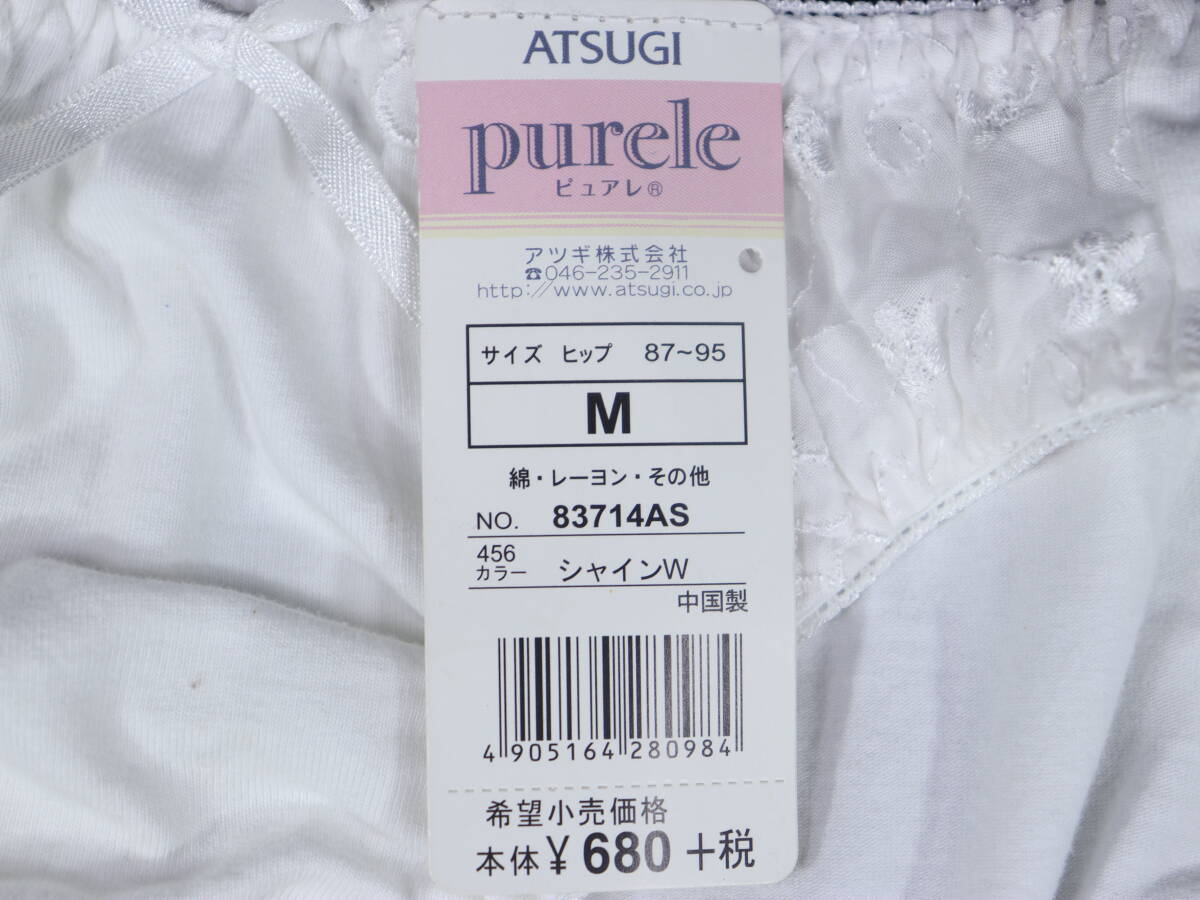 ATSUGI
purele
ピュアレ®
アツギ株式会社
☎046-235-2911
http://www.atsugi.co.jp
サイズ ヒップ 87~95
M
綿・レーヨン・その他
NO. 83714AS
456
カラー シャインW
中国製
4 905164 280984
希望小売価格
本体¥680+税